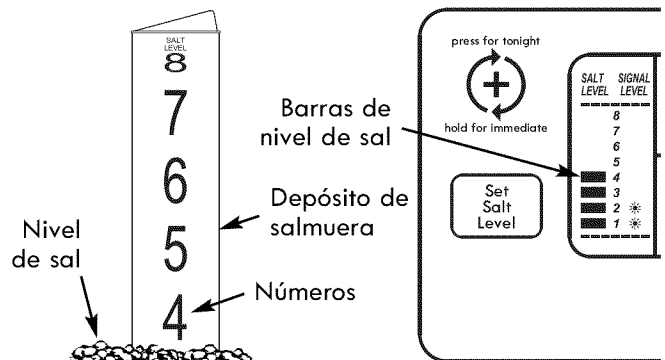 SALT
LEVEL
8
7
6
5
4
Nivel
de sal
Depósito de
salmuera
Números
Barras de
nivel de sal
press for tonight
+
hold for immediate
Set
Salt
Level
SALT SIGNAL
LEVEL LEVEL
8
7
6
5
4
3
2
1